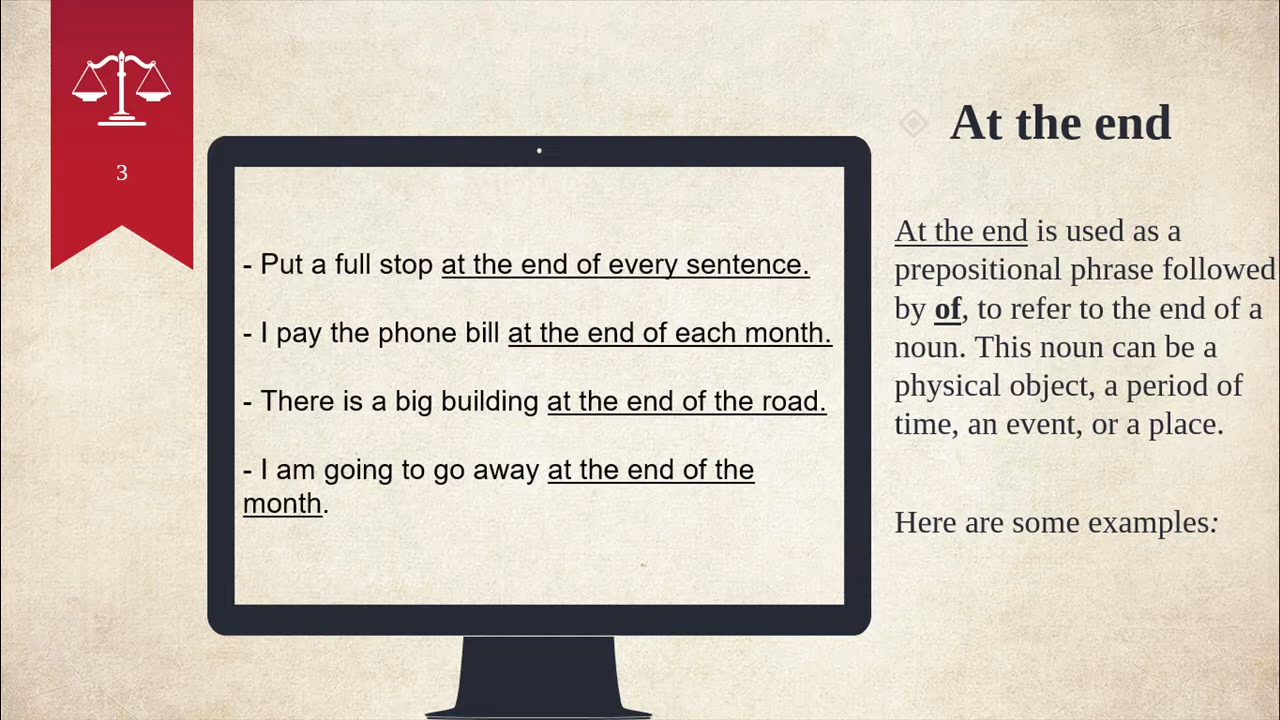 3
At the end
At the end is used as a
prepositional phrase followed
by of, to refer to the end of a
noun. This noun can be a
physical object, a period of
time, an event, or a place.
Here are some examples:
- Put a full stop at the end of every sentence.
- I pay the phone bill at the end of each month.
- There is a big building at the end of the road.
- I am going to go away at the end of the
month.